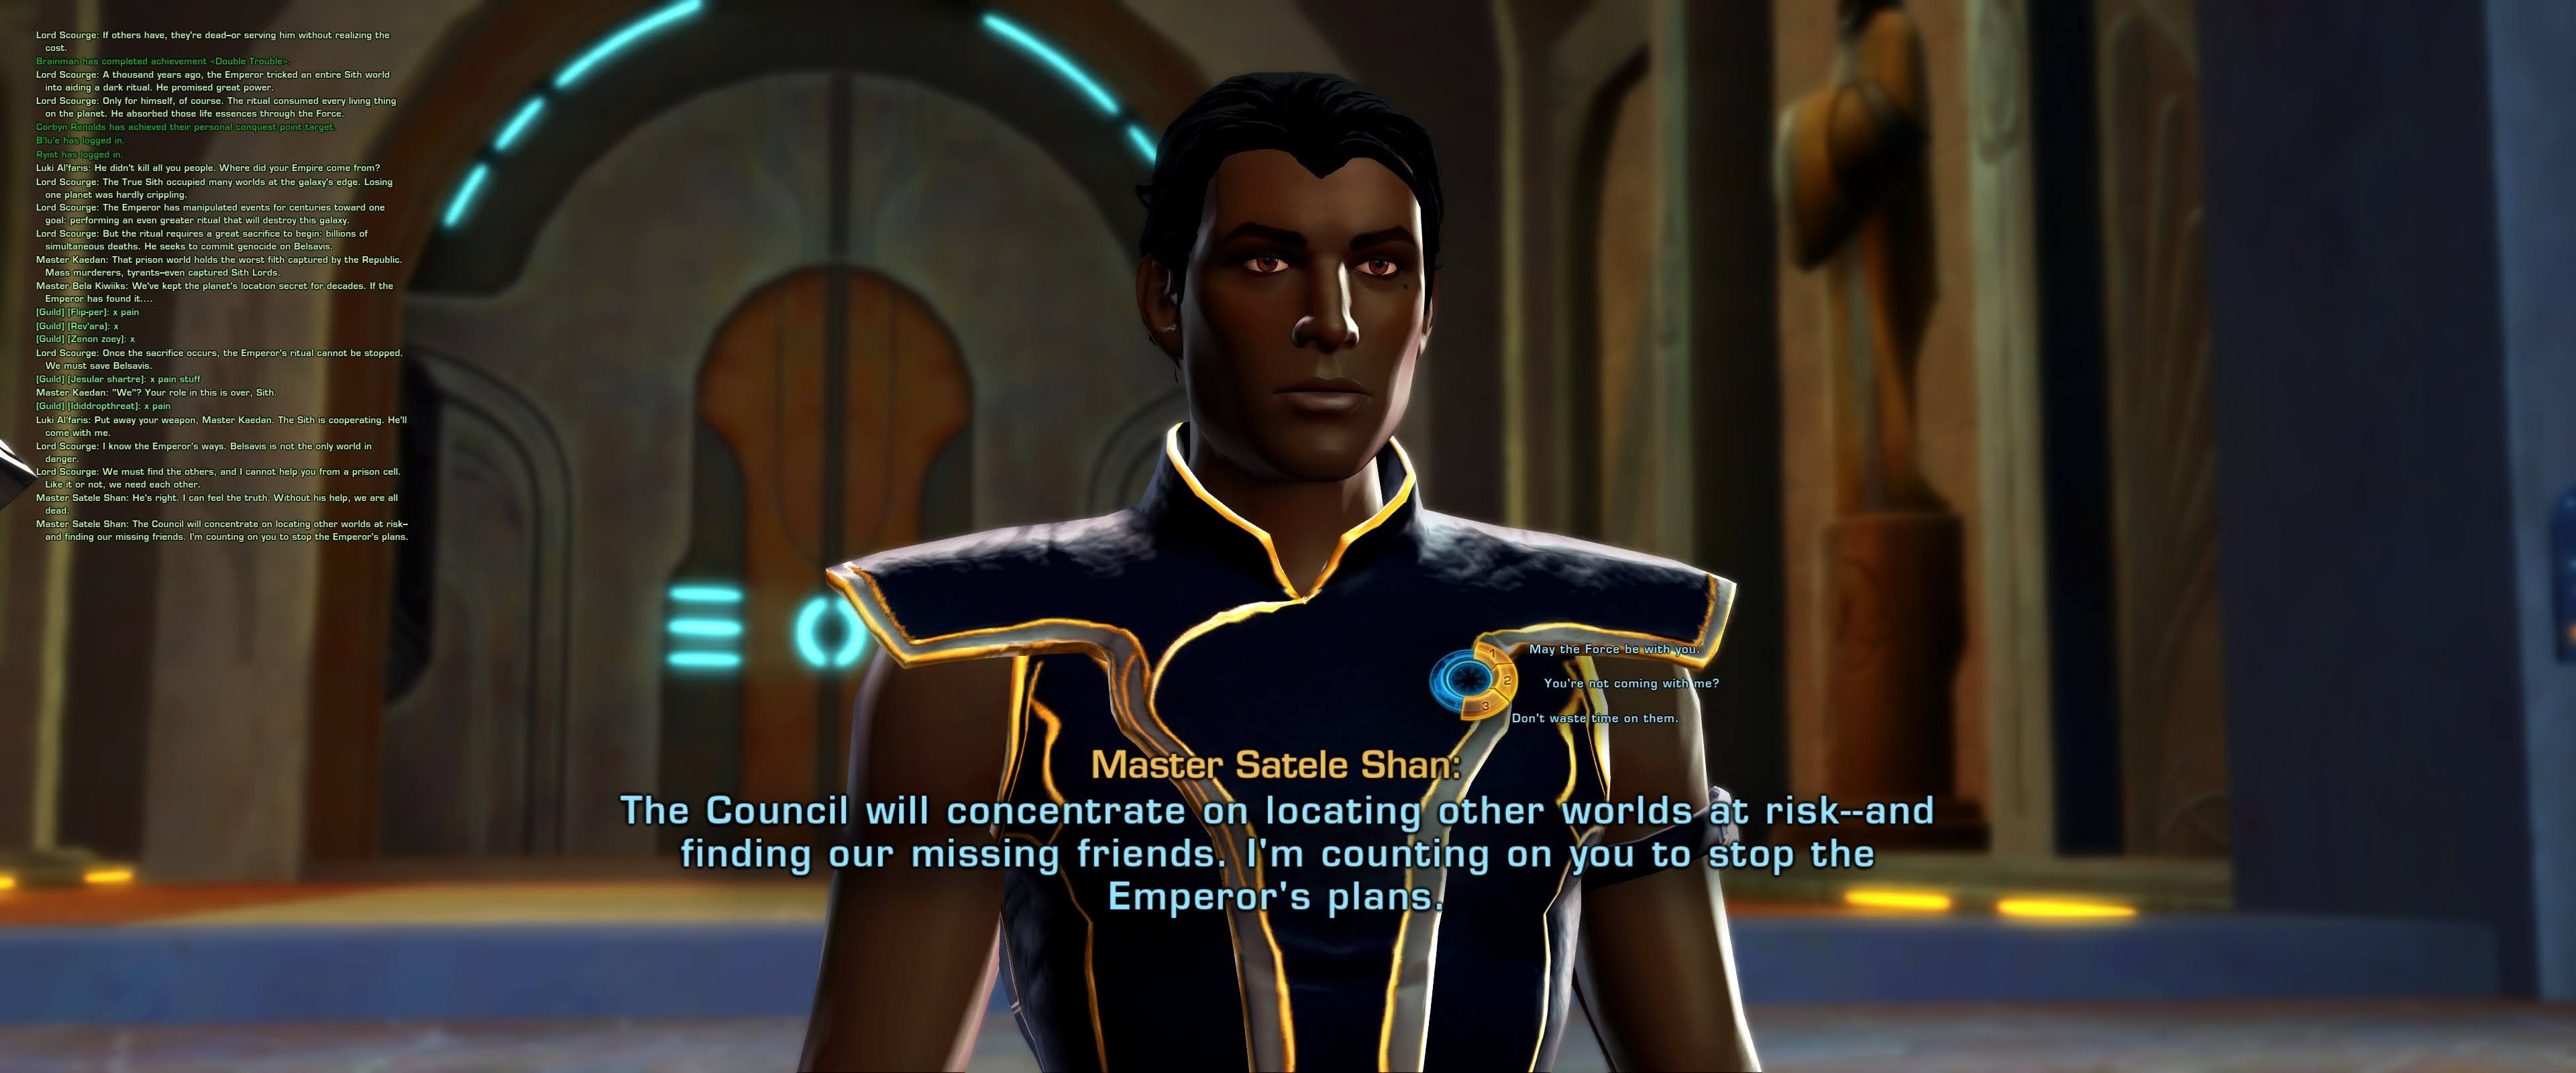 Lord Scourge: If others have, they're dead–or serving him without realizing the
cost.
Brainman has completed achievement <Double Trouble>.
Lord Scourge: A thousand years ago, the Emperor tricked an entire Sith world
into aiding a dark ritual. He promised great power.
Lord Scourge: Only for himself, of course. The ritual consumed every living thing
on the planet. He absorbed those life essences through the Force.
Corbyn Renolds has achieved their personal conquest point target.
B'lu'e has logged in.
Ryist has logged in.
Luki Al'faris: He didn't kill all you people. Where did your Empire come from?
Lord Scourge: The True Sith occupied many worlds at the galaxy's edge. Losing
one planet was hardly crippling.
Lord Scourge: The Emperor has manipulated events for centuries toward one
goal: performing an even greater ritual that will destroy this galaxy.
Lord Scourge: But the ritual requires a great sacrifice to begin: billions of
simultaneous deaths. He seeks to commit genocide on Belsavis.
Master Kaedan: That prison world holds the worst filth captured by the Republic.
Mass murderers, tyrants–even captured Sith Lords.
Master Bela Kiwiiks: We've kept the planet's location secret for decades. If the
Emperor has found it....
[Guild] [Flip-per]: x pain
[Guild] [Rev'ara]: x
[Guild] [Zenon zoey]: x
Lord Scourge: Once the sacrifice occurs, the Emperor's ritual cannot be stopped.
We must save Belsavis.
[Guild] [Jesular shartre]: x pain stuff
Master Kaedan: "We"? Your role in this is over, Sith.
[Guild] [Ididdropthreat]: x pain
Luki Al'faris: Put away your weapon, Master Kaedan. The Sith is cooperating. He'll
come with me.
Lord Scourge: I know the Emperor's ways. Belsavis is not the only world in
danger.
Lord Scourge: We must find the others, and I cannot help you from a prison cell.
Like it or not, we need each other.
Master Satele Shan: He's right. I can feel the truth. Without his help, we are all
dead.
Master Satele Shan: The Council will concentrate on locating other worlds at risk–
and finding our missing friends. I'm counting on you to stop the Emperor's plans.
1 May the Force be with you.
2 You're not coming with me?
3 Don't waste time on them.
Master Satele Shan:
The Council will concentrate on locating other worlds at risk--and
finding our missing friends. I'm counting on you to stop the
Emperor's plans.